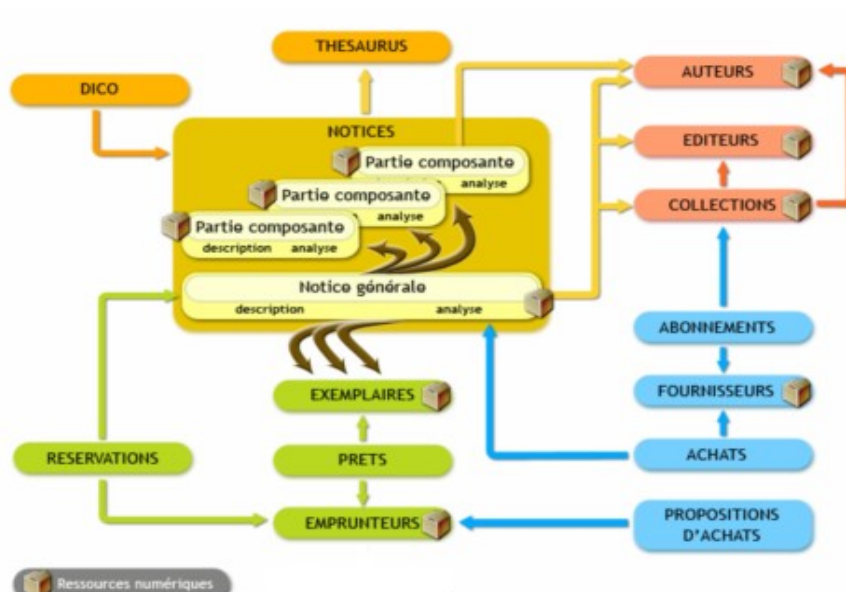 THESAURUS
DICO
AUTEURS
NOTICES
EDITEURS
Partie composante
analyse
Partie composante
analyse
COLLECTIONS
Partie composante
description analyse
Notice générale
description analyse
ABONNEMENTS
EXEMPLAIRES
FOURNISSEURS
RESERVATIONS
PRETS
ACHATS
EMPRUNTEURS
PROPOSITIONS
D'ACHATS
Ressources numériques